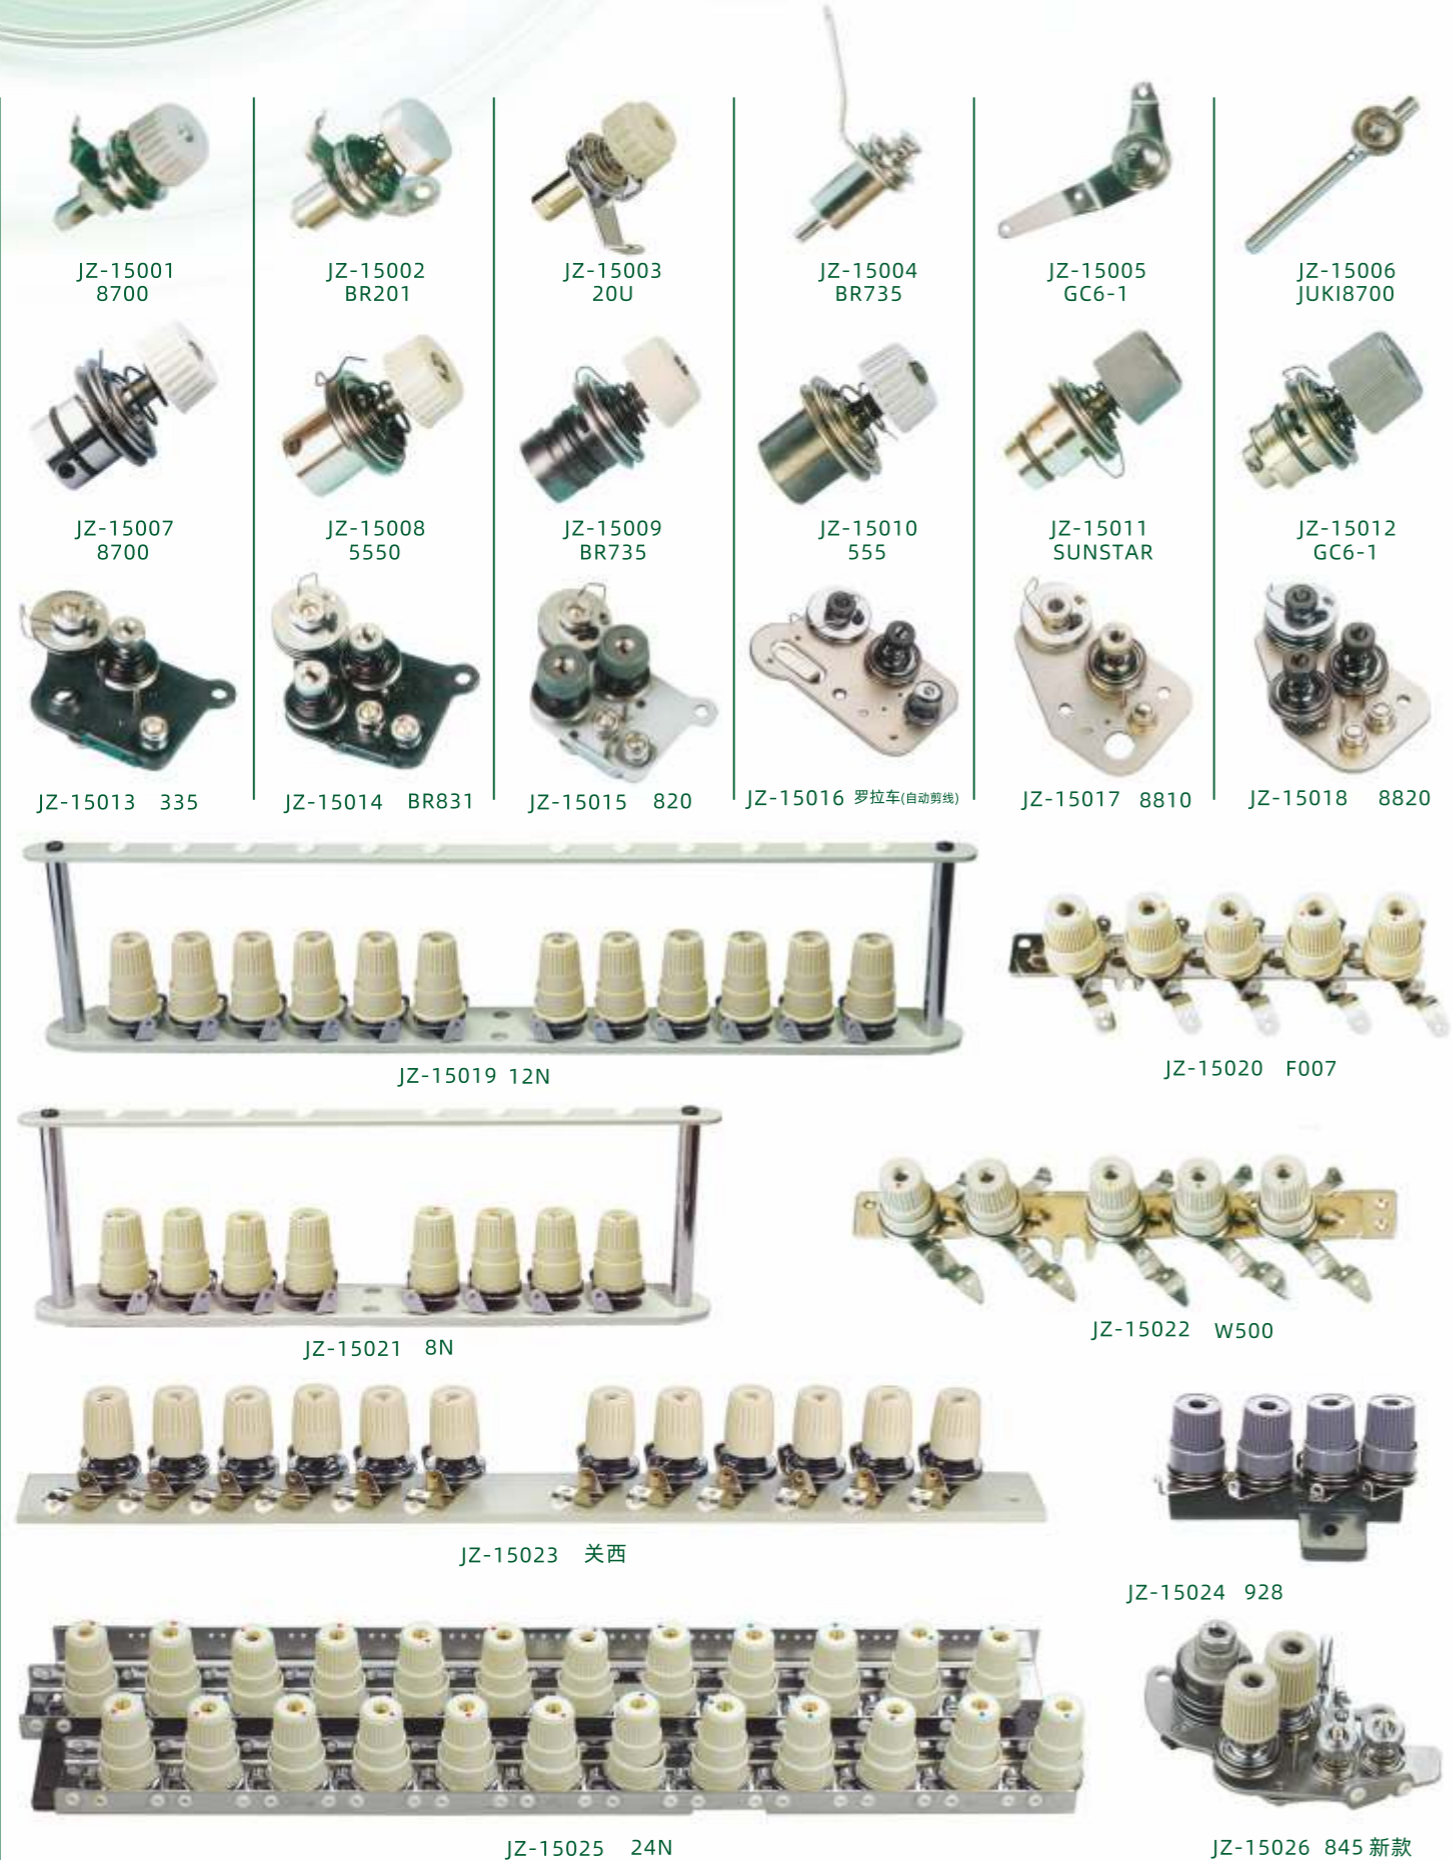 JZ-15001
8700
JZ-15002
BR201
JZ-15003
20U
JZ-15004
BR735
JZ-15005
GC6-1
JZ-15006
JUKI8700
JZ-15007
8700
JZ-15008
5550
JZ-15009
BR735
JZ-15010
555
JZ-15011
SUNSTAR
JZ-15012
GC6-1
JZ-15013 335
JZ-15014 BR831
JZ-15015 820
JZ-15016 罗拉车(自动剪线)
JZ-15017 8810
JZ-15018 8820
JZ-15019 12N
JZ-15020 F007
JZ-15021 8N
JZ-15022 W500
JZ-15023 关西
JZ-15024 928
JZ-15025 24N
JZ-15026 845 新款